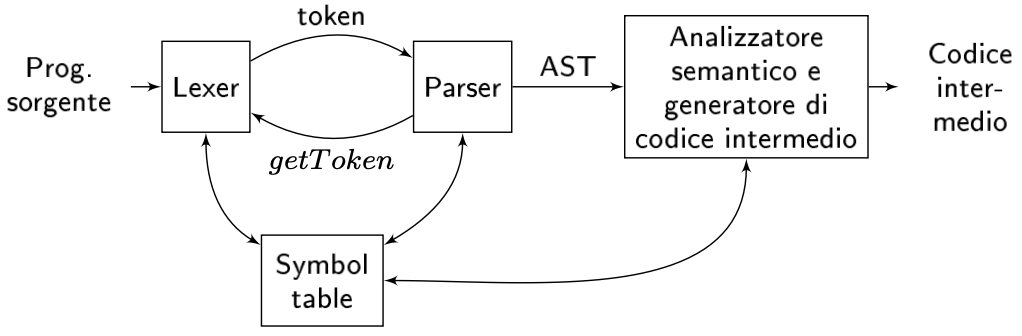 token
Prog.
sorgente
Lexer
Parser
AST
Analizzatore
semantico e
generatore di
codice intermedio
Codice
inter-
medio
getToken
Symbol
table